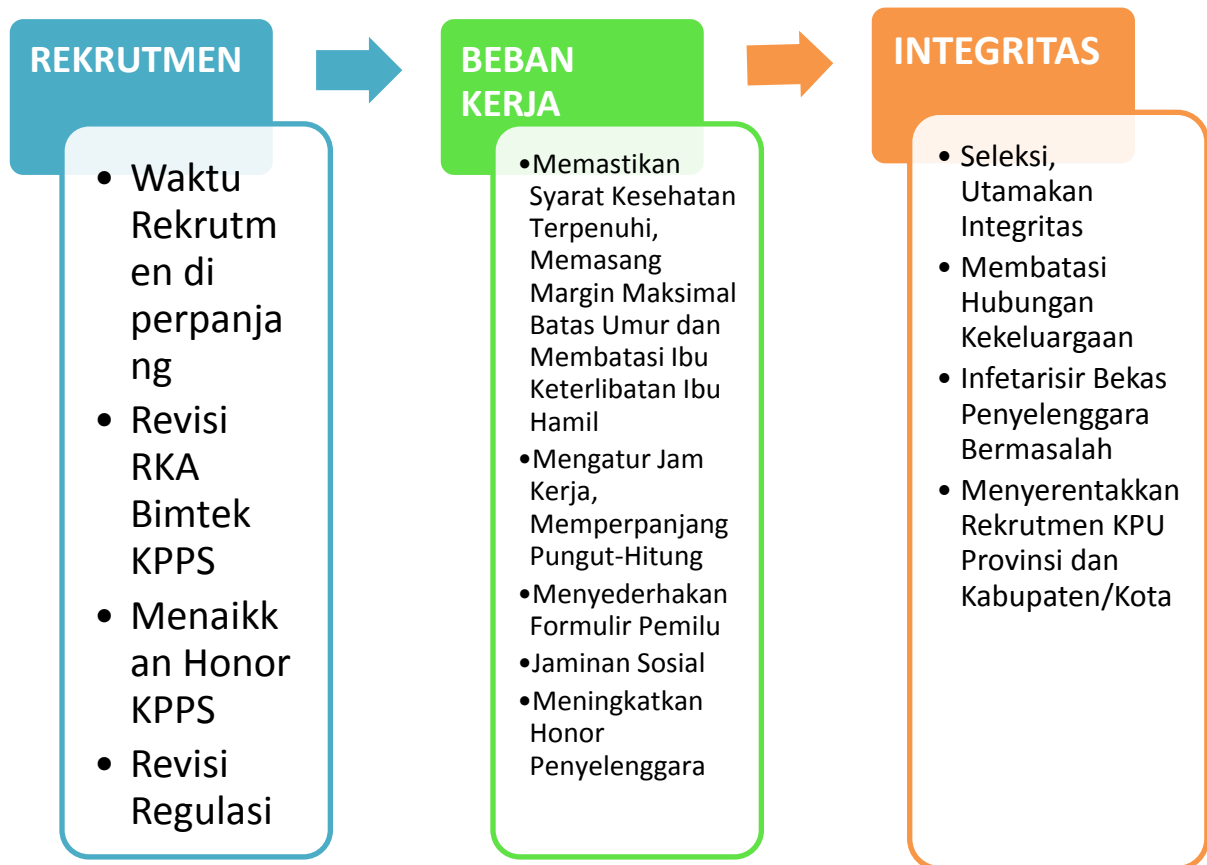 REKRUTMEN
• Waktu
Rekrutm
en di
perpanja
ng
• Revisi
RKA
Bimtek
KPPS
• Menaikk
an Honor
KPPS
• Revisi
Regulasi
BEBAN
KERJA
•Memastikan
Syarat Kesehatan
Terpenuhi,
Memasang
Margin Maksimal
Batas Umur dan
Membatasi Ibu
Keterlibatan Ibu
Hamil
•Mengatur Jam
Kerja,
Memperpanjang
Pungut-Hitung
•Menyederhakan
Formulir Pemilu
•Jaminan Sosial
•Meningkatkan
Honor
Penyelenggara
INTEGRITAS
• Seleksi,
Utamakan
Integritas
• Membatasi
Hubungan
Kekeluargaan
• Infetarisir Bekas
Penyelenggara
Bermasalah
• Menyerentakkan
Rekrutmen KPU
Provinsi dan
Kabupaten/Kota